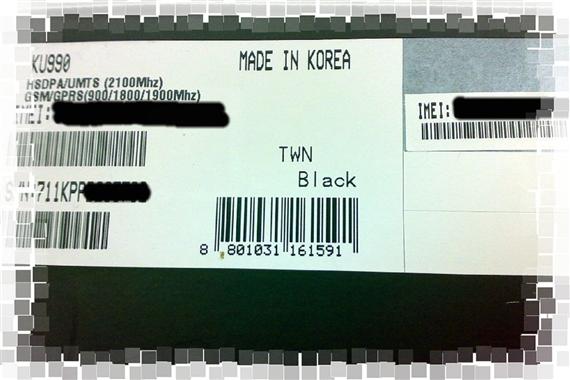 KU990
HSDPA/UMTS (2100Mhz)
GSM/GPRS(900/1800/1900Mhz)
IMEI:
S/N:711KPR
MADE IN KOREA
TWN
Black
8 801031 161591
IMEI: